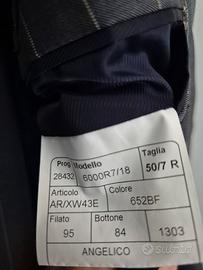 Prog Modello Taglia
28432 6000R7/18 50/7 R
Articolo Colore
AR/XW43E 652BF
Filato Bottone
95 84 1303
ANGELICO
Subito